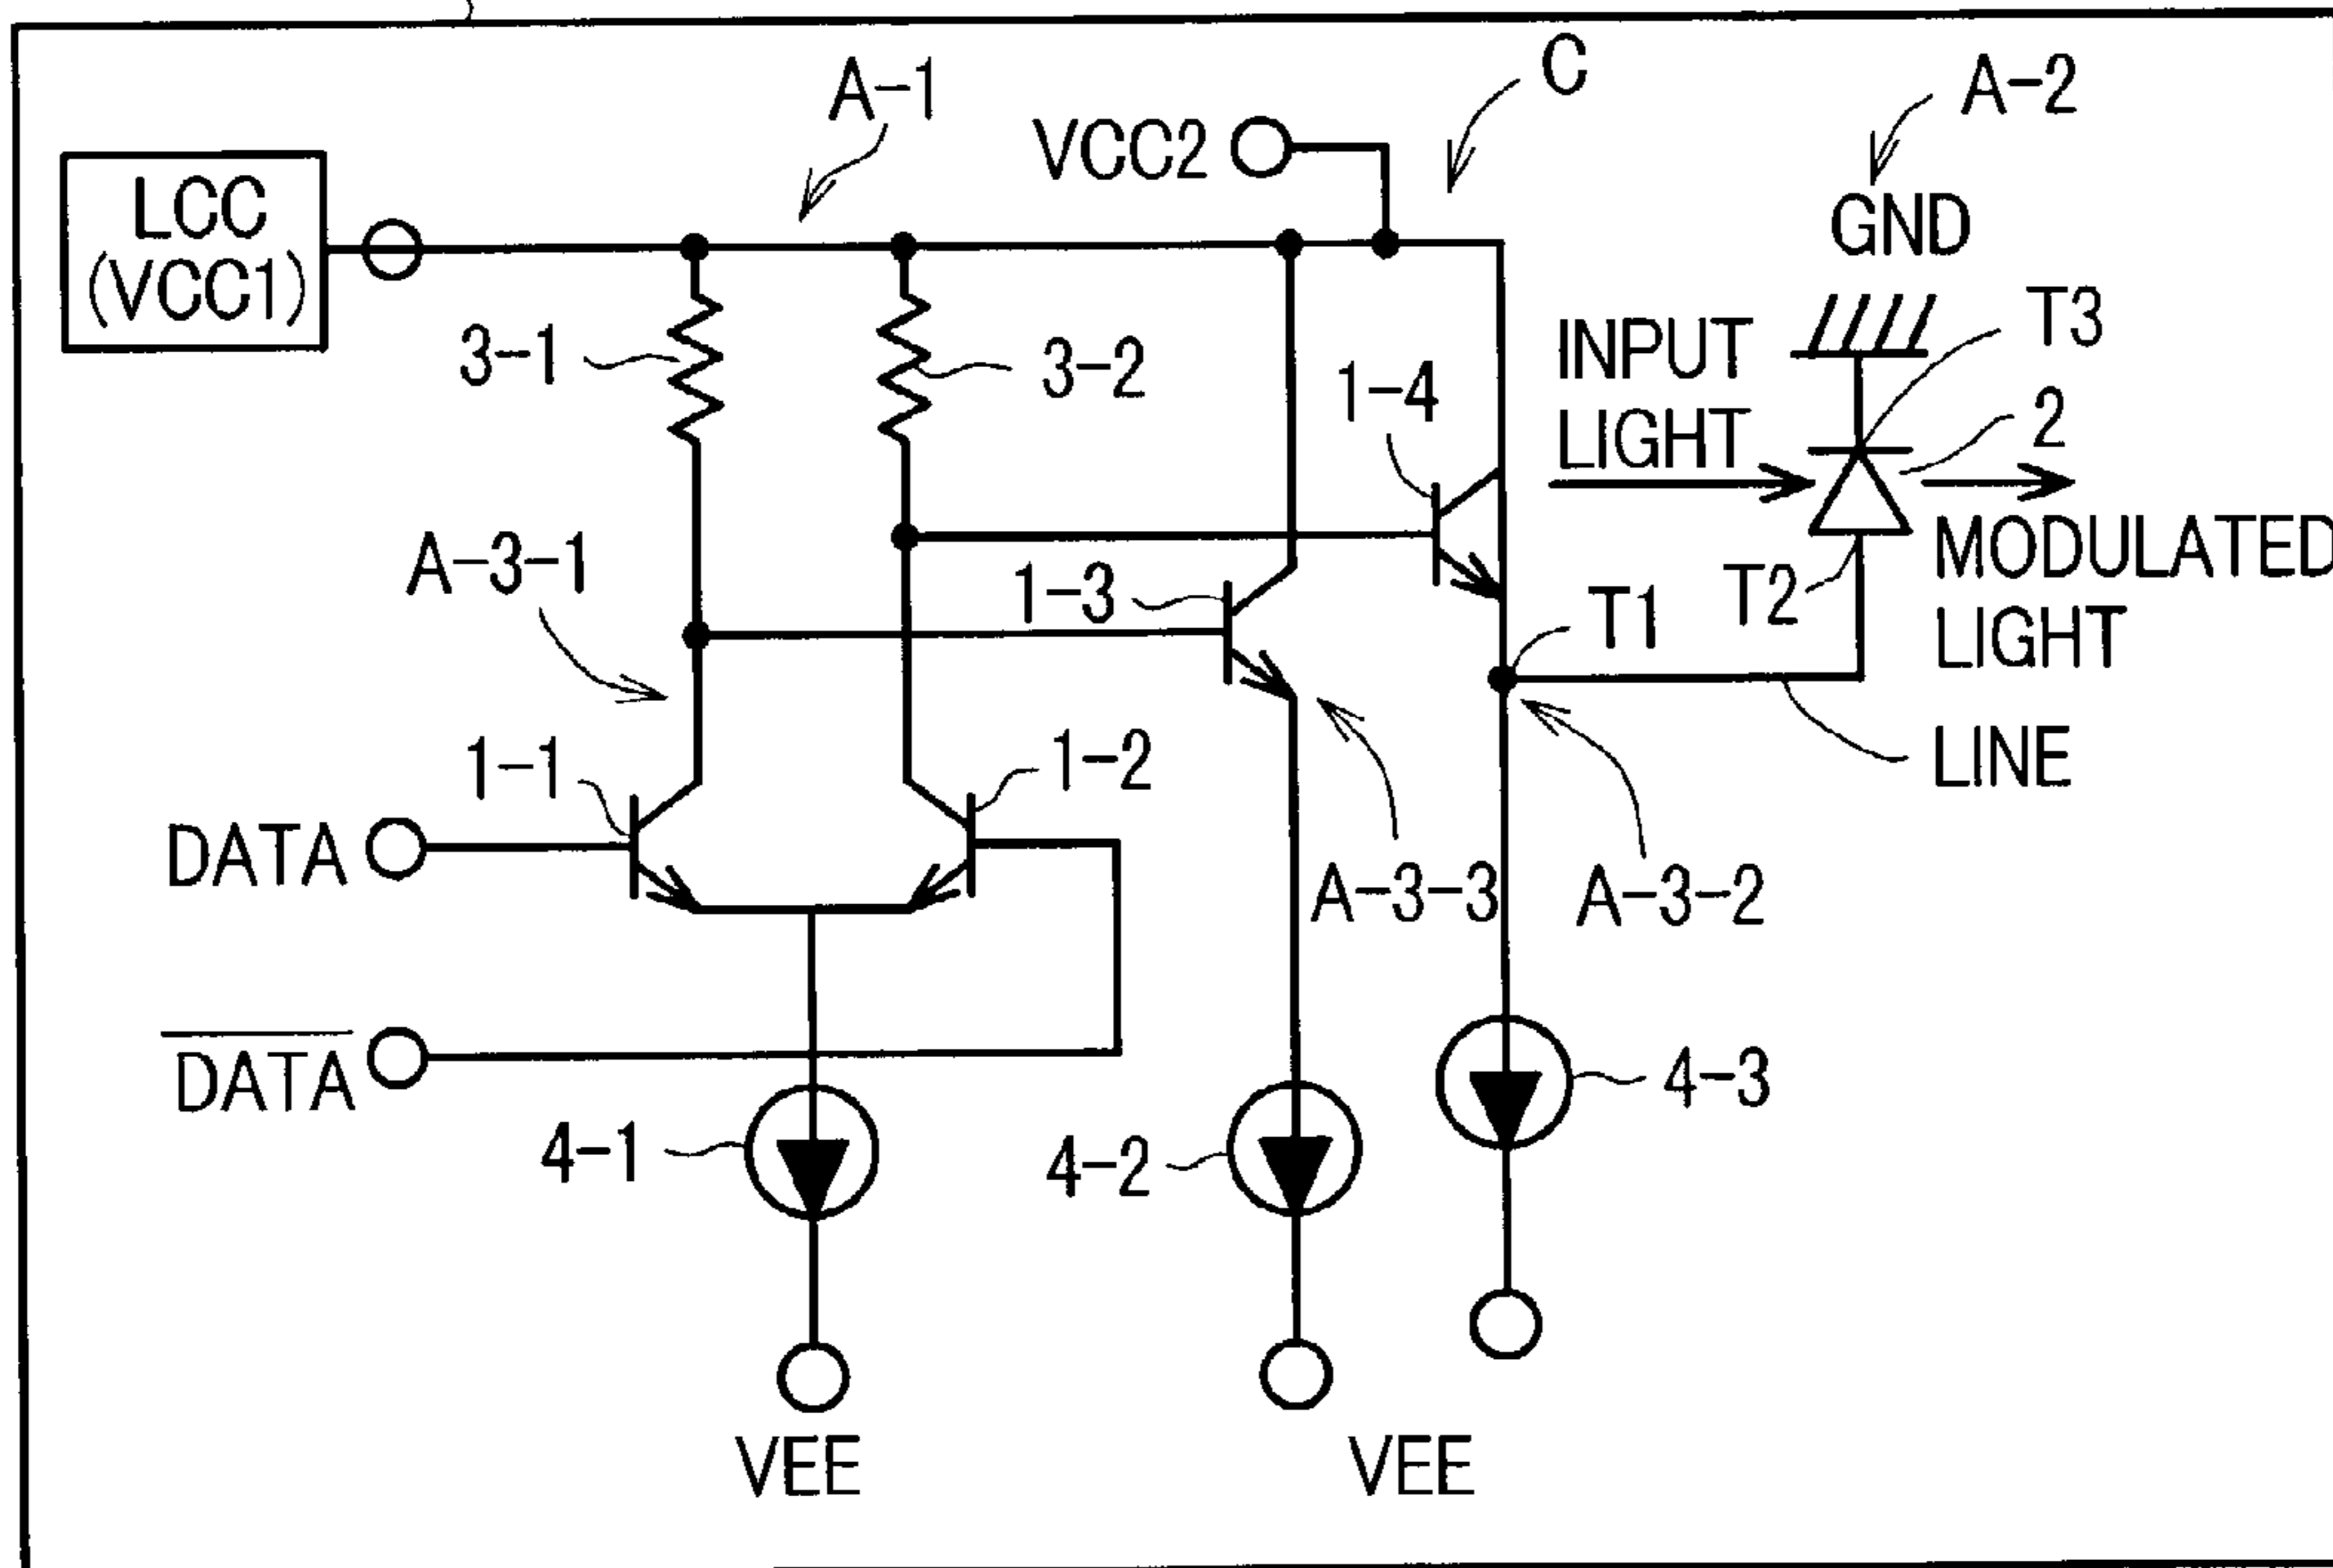 A-1
C
A-2
VCC2
LCC
(VCC1)
GND
T3
3-1
3-2
INPUT
LIGHT
1-4
2
A-3-1
1-3
T1
T2
MODULATED
LIGHT
1-1
1-2
LINE
DATA
A-3-3
A-3-2
D̅A̅T̅A̅
4-1
4-2
4-3
VEE
VEE